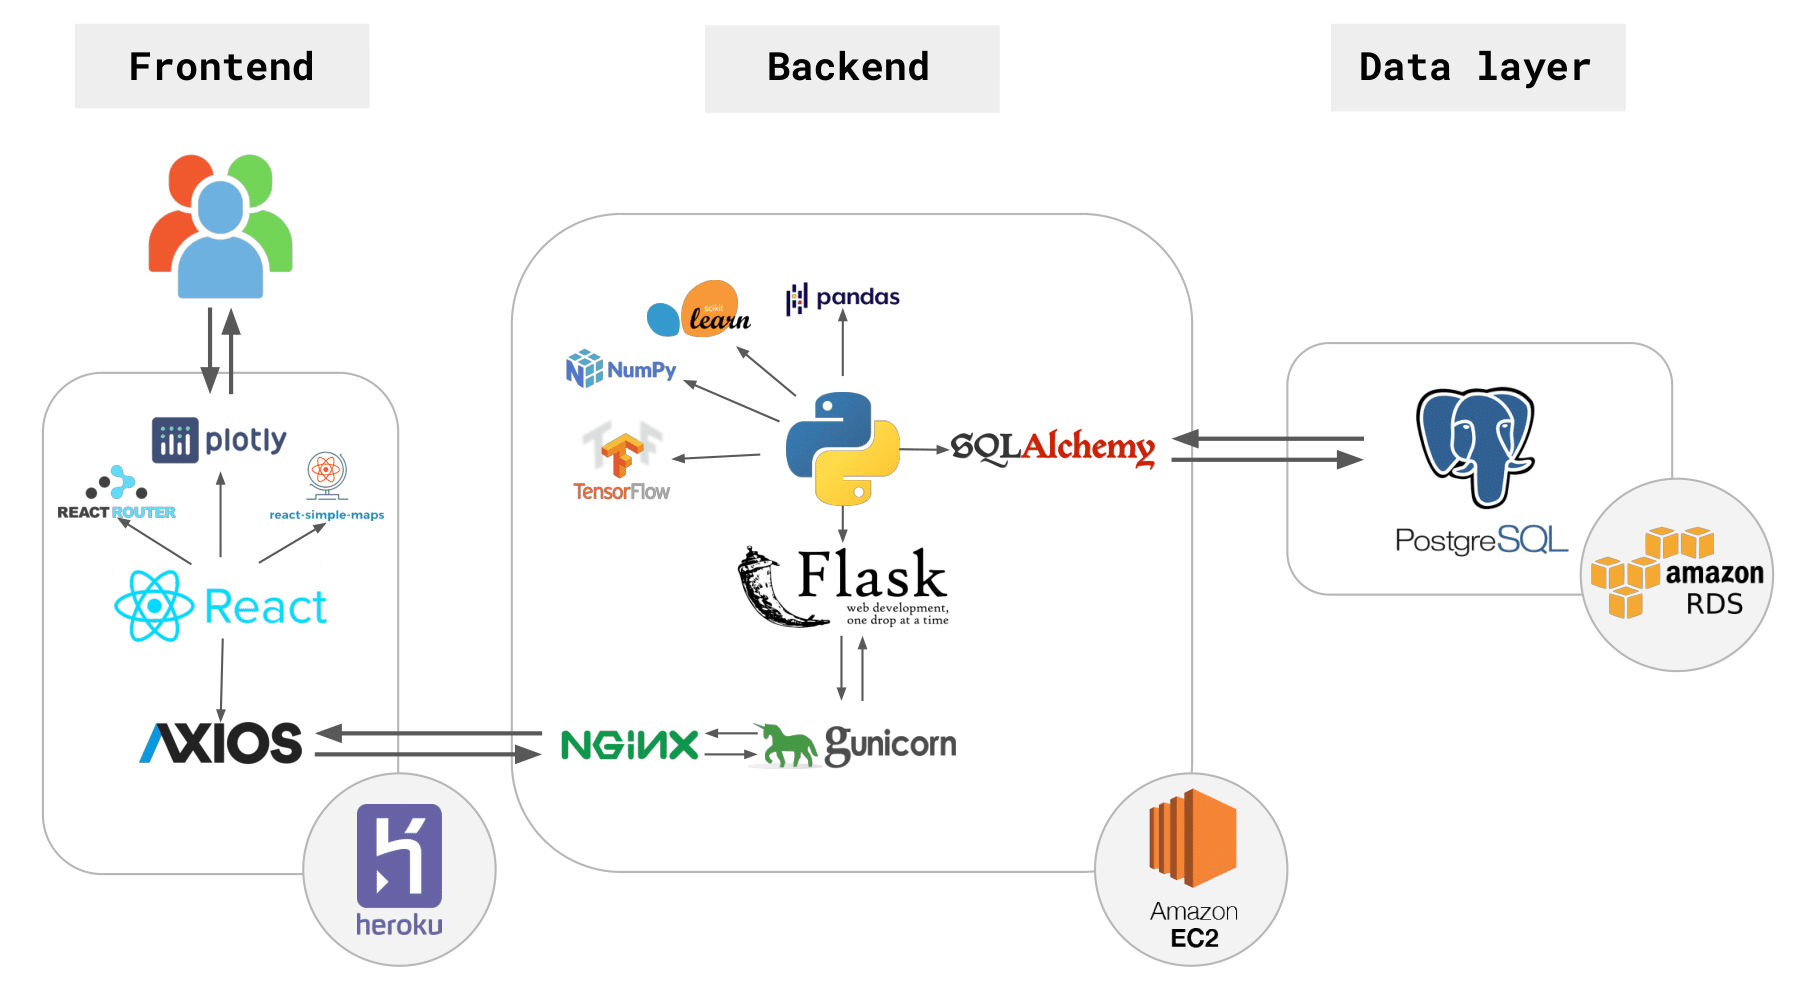 Frontend
Backend
Data layer
plotly
REACT ROUTER
react-simple-maps
React
AXIOS
heroku
scikit
learn
pandas
NumPy
TensorFlow
SQLAlchemy
Flask
web development,
one drop at a time
NGINX
gunicorn
Amazon
EC2
PostgreSQL
amazon
RDS